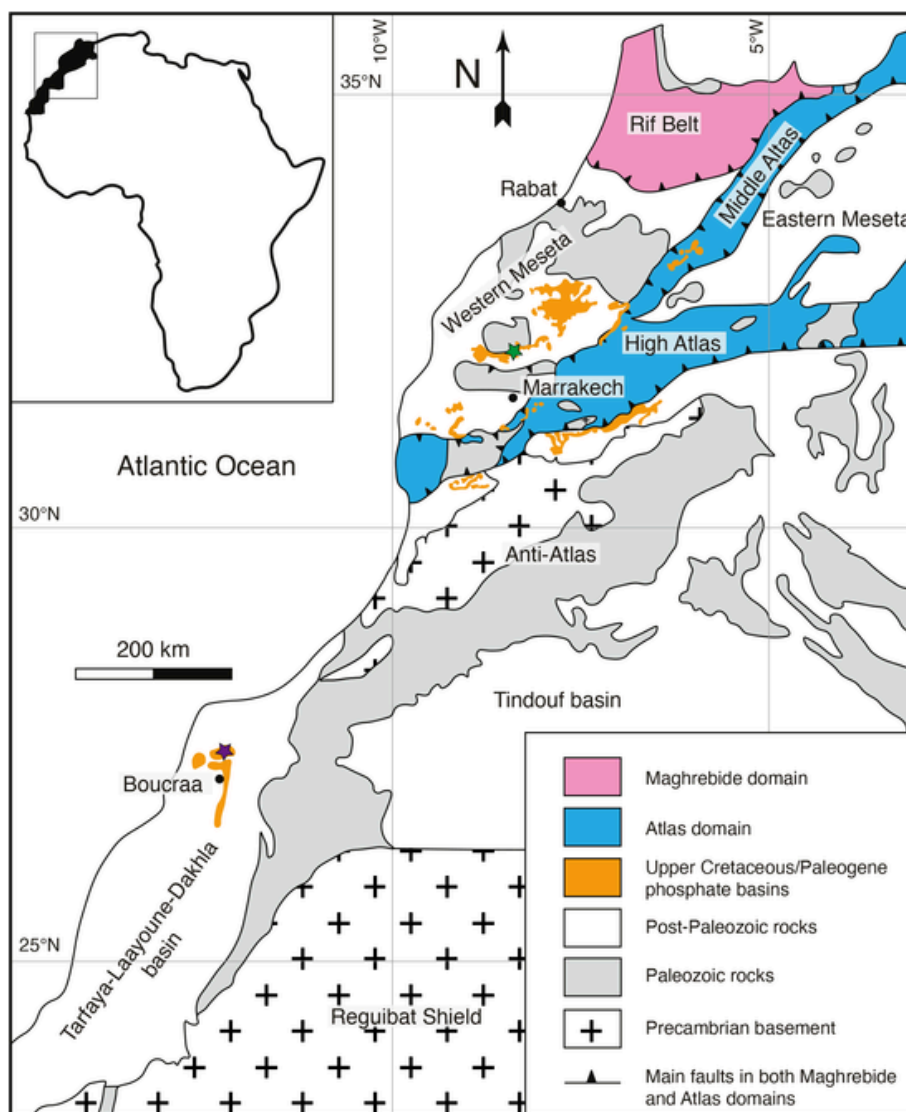 10°W
5°W
35°N
N
Rif Belt
Middle Altas
Rabat
Eastern Meseta
Western Meseta
High Atlas
Marrakech
Atlantic Ocean
30°N
Anti-Atlas
200 km
Tindouf basin
Boucraa
Tarfaya-Laayoune-Dakhla
basin
25°N
Reguibat Shield
Maghrebide domain
Atlas domain
Upper Cretaceous/Paleogene
phosphate basins
Post-Paleozoic rocks
Paleozoic rocks
Precambrian basement
Main faults in both Maghrebide
and Atlas domains